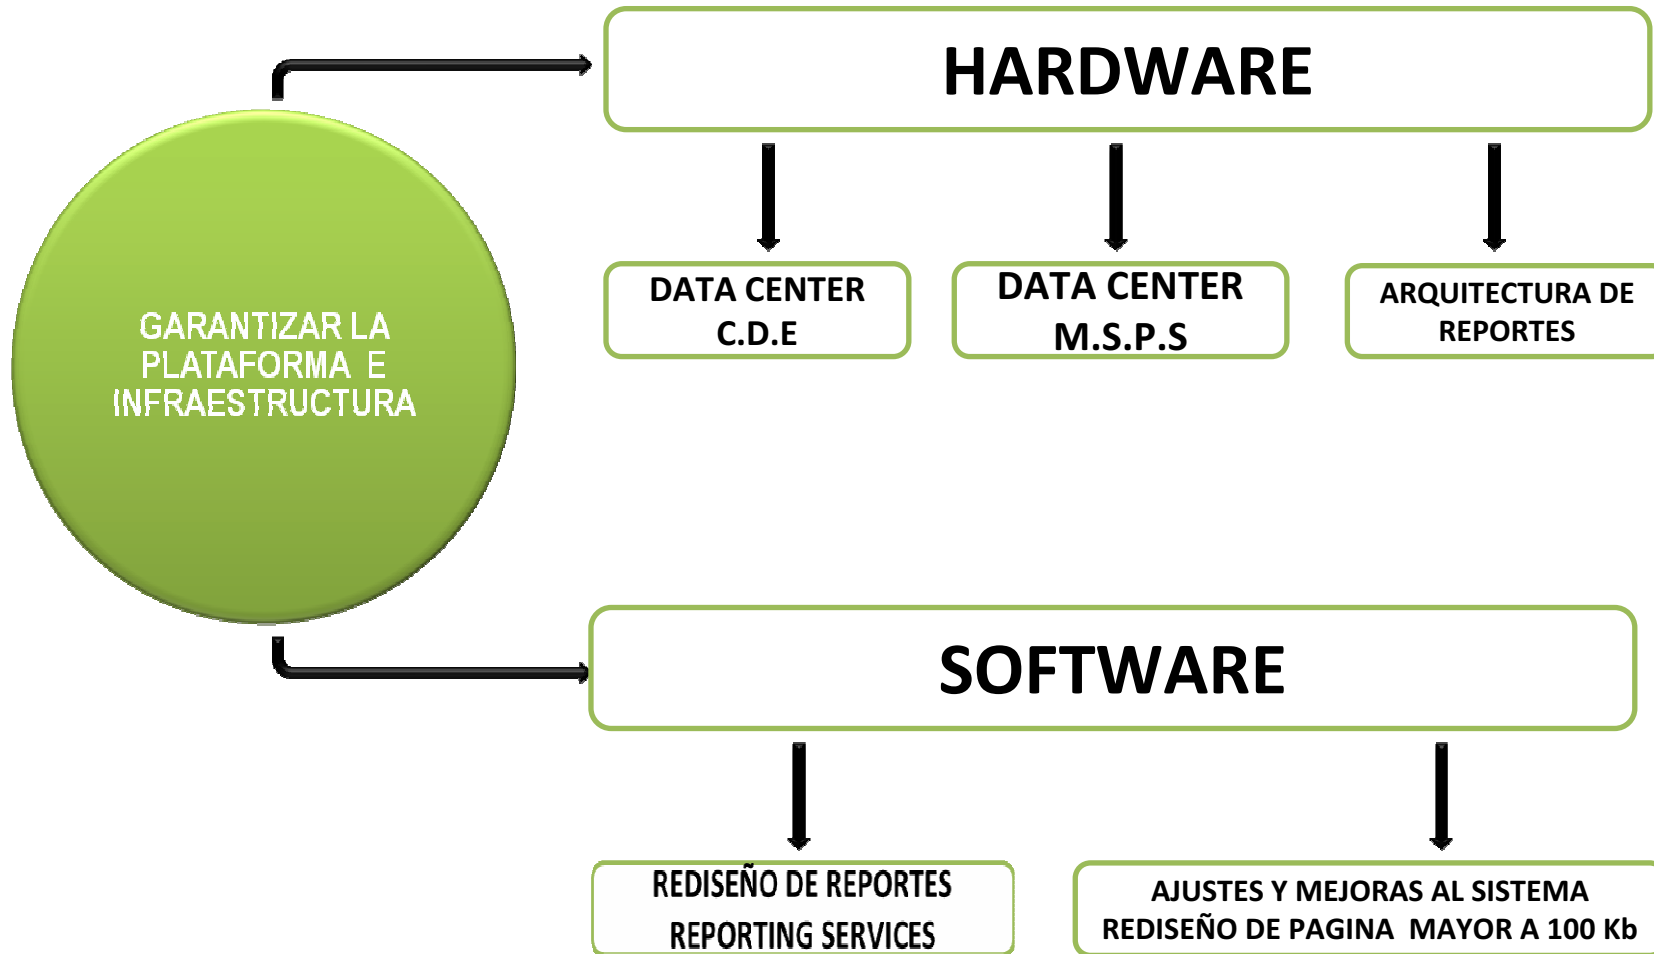 HARDWARE
GARANTIZAR LA
PLATAFORMA E
INFRAESTRUCTURA
DATA CENTER
C.D.E
DATA CENTER
M.S.P.S
ARQUITECTURA DE
REPORTES
SOFTWARE
REDISEÑO DE REPORTES
REPORTING SERVICES
AJUSTES Y MEJORAS AL SISTEMA
REDISEÑO DE PAGINA MAYOR A 100 Kb